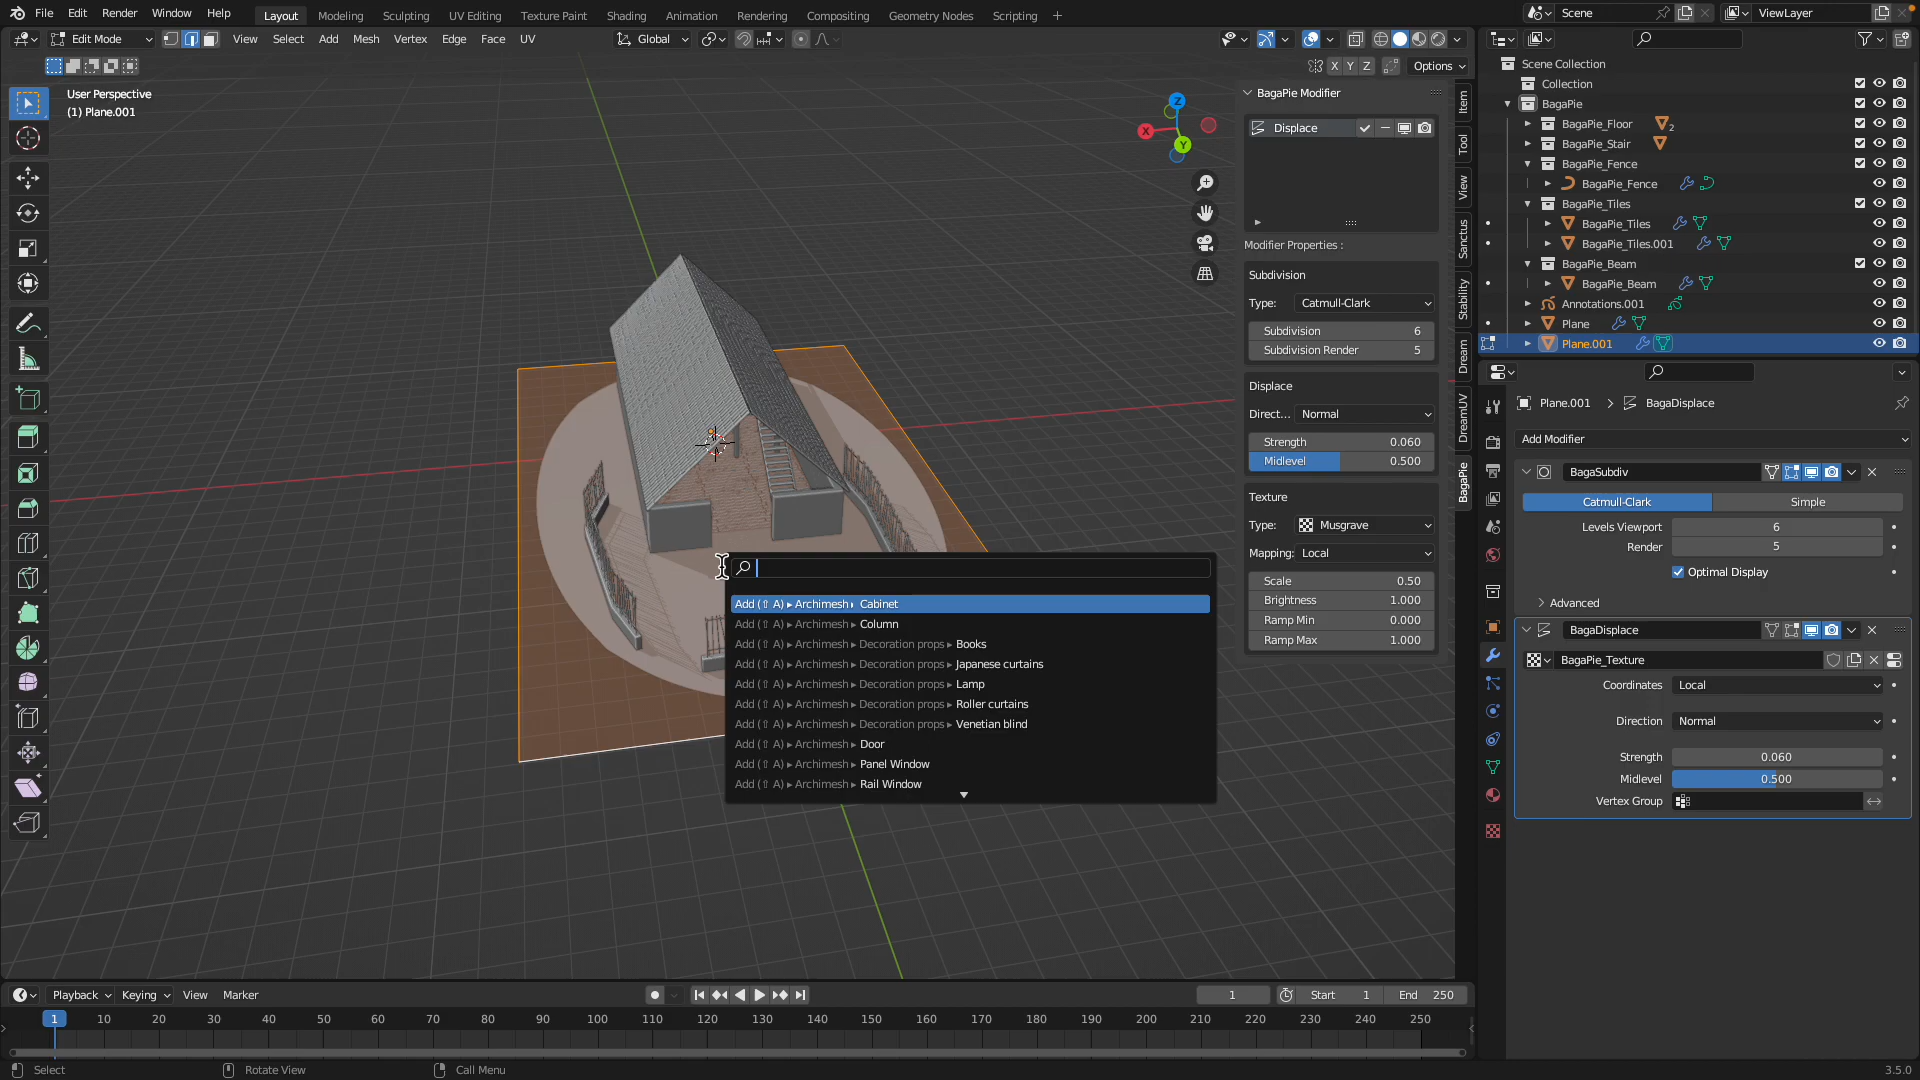 File Edit Render Window Help Layout Modeling Sculpting UV Editing Texture Paint Shading Animation Rendering Compositing Geometry Nodes Scripting + Scene ViewLayer
Edit Mode View Select Add Mesh Vertex Edge Face UV Global
X Y Z Options
User Perspective
(1) Plane.001
Z
X
Y
BagaPie Modifier
Displace
Modifier Properties :
Subdivision
Type: Catmull-Clark
Subdivision 6
Subdivision Render 5
Displace
Direct... Normal
Strength 0.060
Midlevel 0.500
Texture
Type: Musgrave
Mapping: Local
Scale 0.50
Brightness 1.000
Ramp Min 0.000
Ramp Max 1.000
Item
Tool
View
Sanctus
Stability
Dream
DreamUV
BagaPie
Add (⇧ A) ▸ Archimesh ▸ Cabinet
Add (⇧ A) ▸ Archimesh ▸ Column
Add (⇧ A) ▸ Archimesh ▸ Decoration props ▸ Books
Add (⇧ A) ▸ Archimesh ▸ Decoration props ▸ Japanese curtains
Add (⇧ A) ▸ Archimesh ▸ Decoration props ▸ Lamp
Add (⇧ A) ▸ Archimesh ▸ Decoration props ▸ Roller curtains
Add (⇧ A) ▸ Archimesh ▸ Decoration props ▸ Venetian blind
Add (⇧ A) ▸ Archimesh ▸ Door
Add (⇧ A) ▸ Archimesh ▸ Panel Window
Add (⇧ A) ▸ Archimesh ▸ Rail Window
Scene Collection
Collection
BagaPie
BagaPie_Floor 2
BagaPie_Stair
BagaPie_Fence
BagaPie_Fence
BagaPie_Tiles
BagaPie_Tiles
BagaPie_Tiles.001
BagaPie_Beam
BagaPie_Beam
Annotations.001
Plane
Plane.001
Plane.001 > BagaDisplace
Add Modifier
BagaSubdiv
Catmull-Clark Simple
Levels Viewport 6
Render 5
Optimal Display
Advanced
BagaDisplace
BagaPie_Texture
Coordinates Local
Direction Normal
Strength 0.060
Midlevel 0.500
Vertex Group
Playback Keying View Marker 1 Start 1 End 250
1 10 20 30 40 50 60 70 80 90 100 110 120 130 140 150 160 170 180 190 200 210 220 230 240 250
Select Rotate View Call Menu 3.5.0